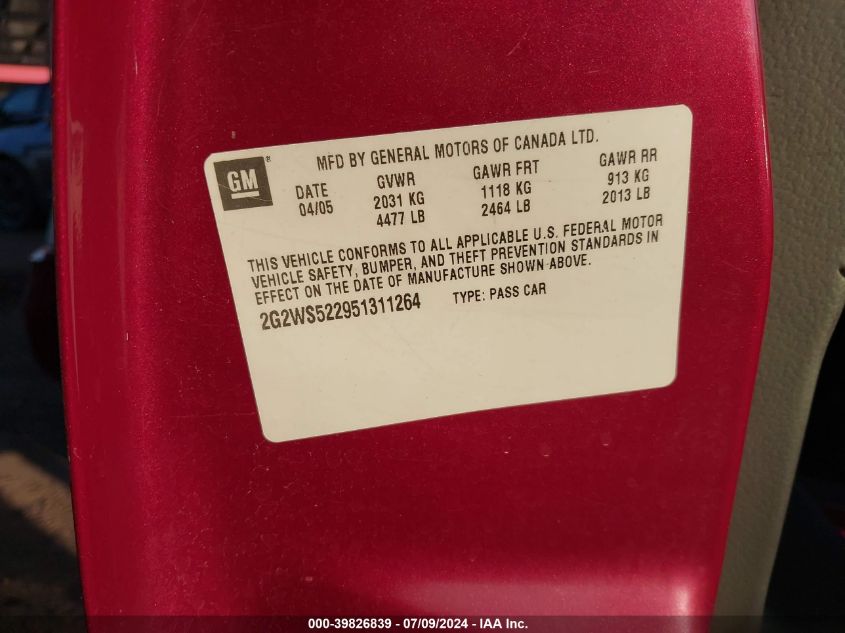 GM ®
MFD BY GENERAL MOTORS OF CANADA LTD.
DATE GVWR GAWR FRT GAWR RR
04/05 2031 KG 1118 KG 913 KG
4477 LB 2464 LB 2013 LB
THIS VEHICLE CONFORMS TO ALL APPLICABLE U.S. FEDERAL MOTOR
VEHICLE SAFETY, BUMPER, AND THEFT PREVENTION STANDARDS IN
EFFECT ON THE DATE OF MANUFACTURE SHOWN ABOVE.
2G2WS522951311264 TYPE: PASS CAR
000-39826839 / 07/09/2024 - IAA Inc.